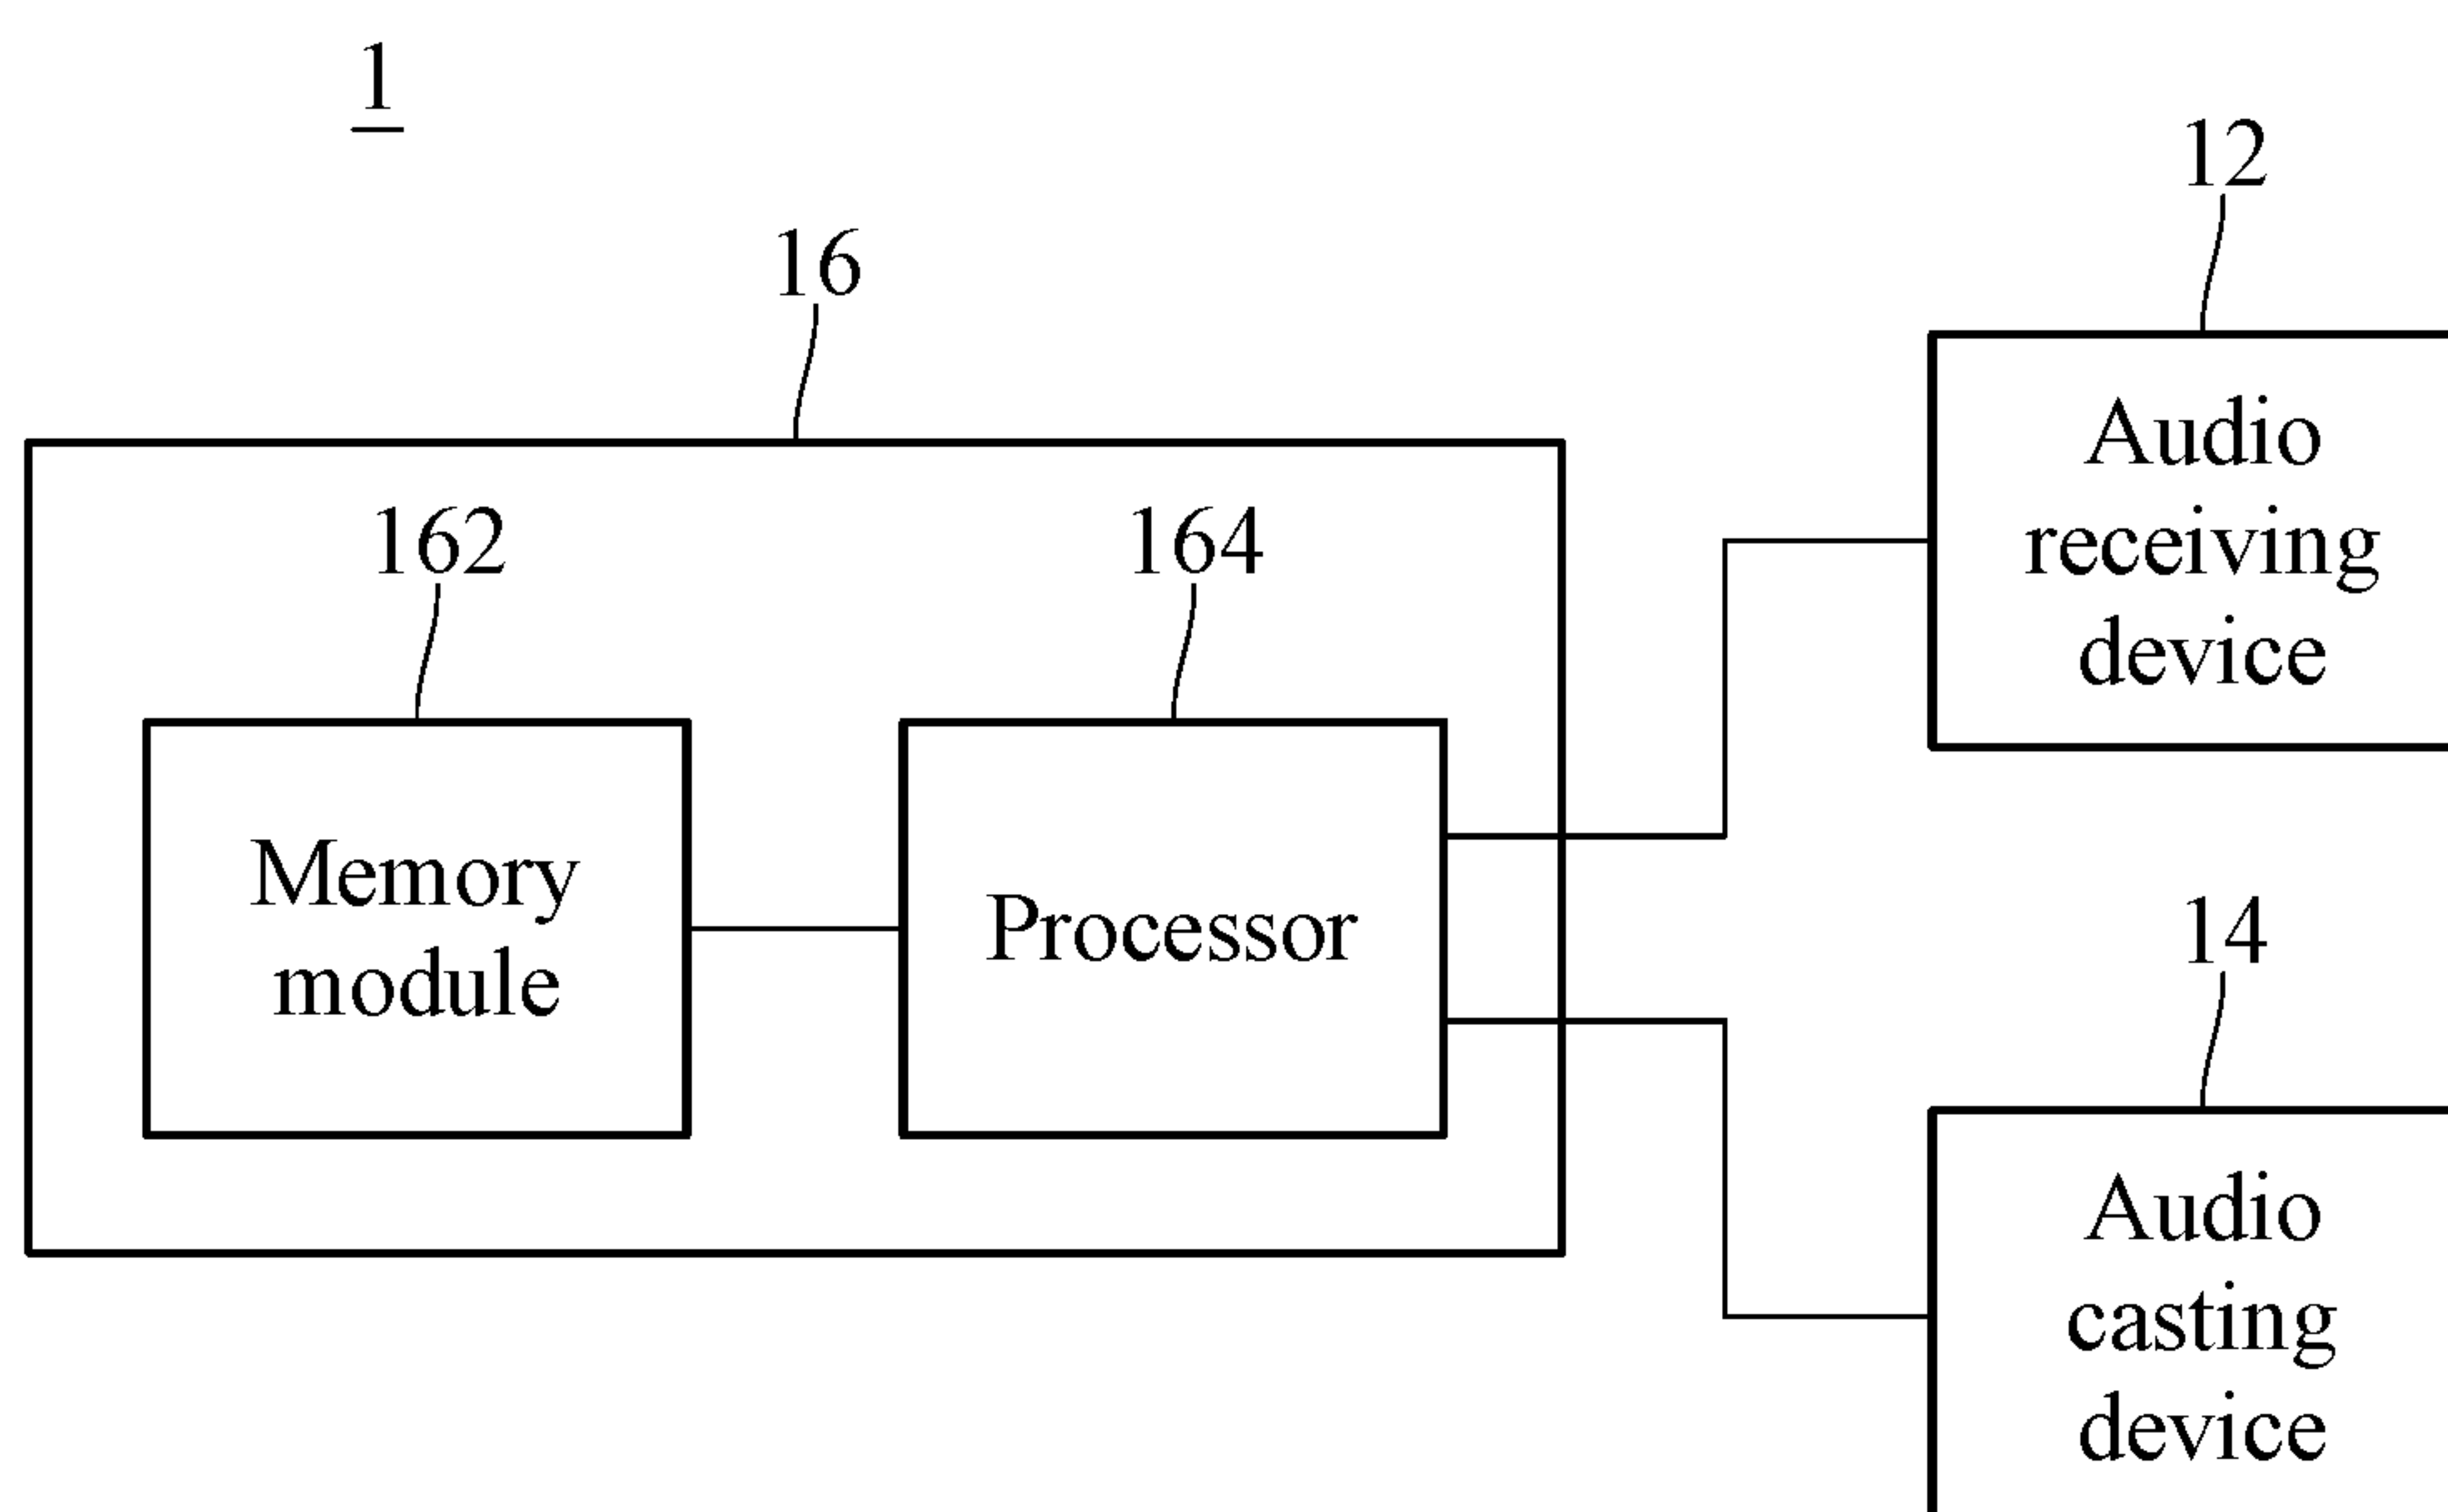 1
12
16
Audio
receiving
device
162
164
Memory
module
Processor
14
Audio
casting
device